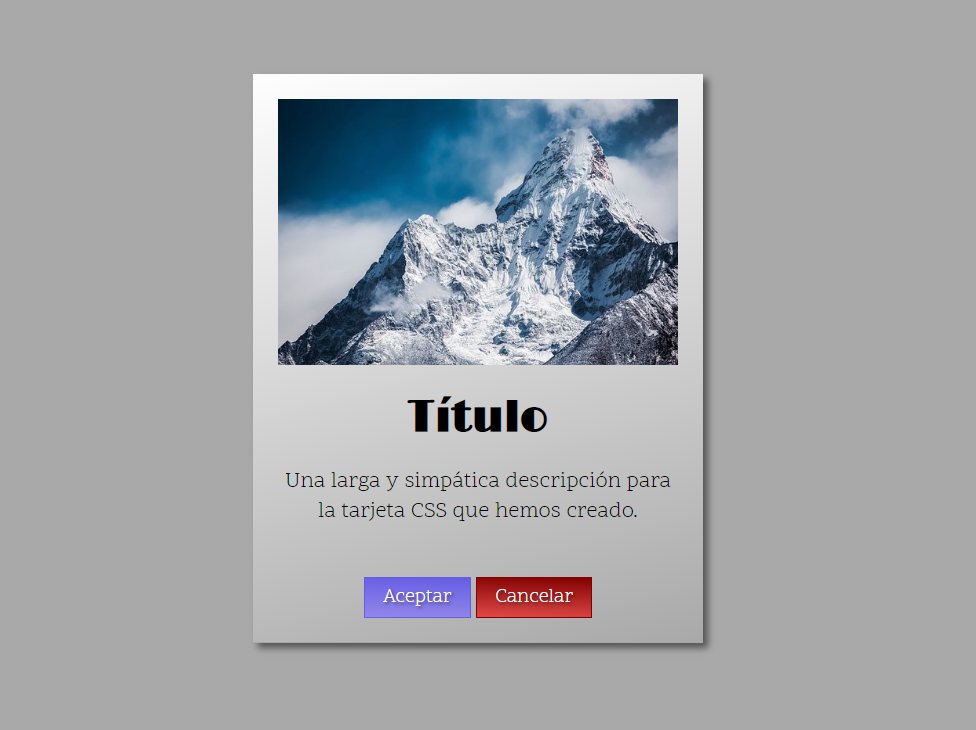 Título
Una larga y simpática descripción para
la tarjeta CSS que hemos creado.
Aceptar Cancelar